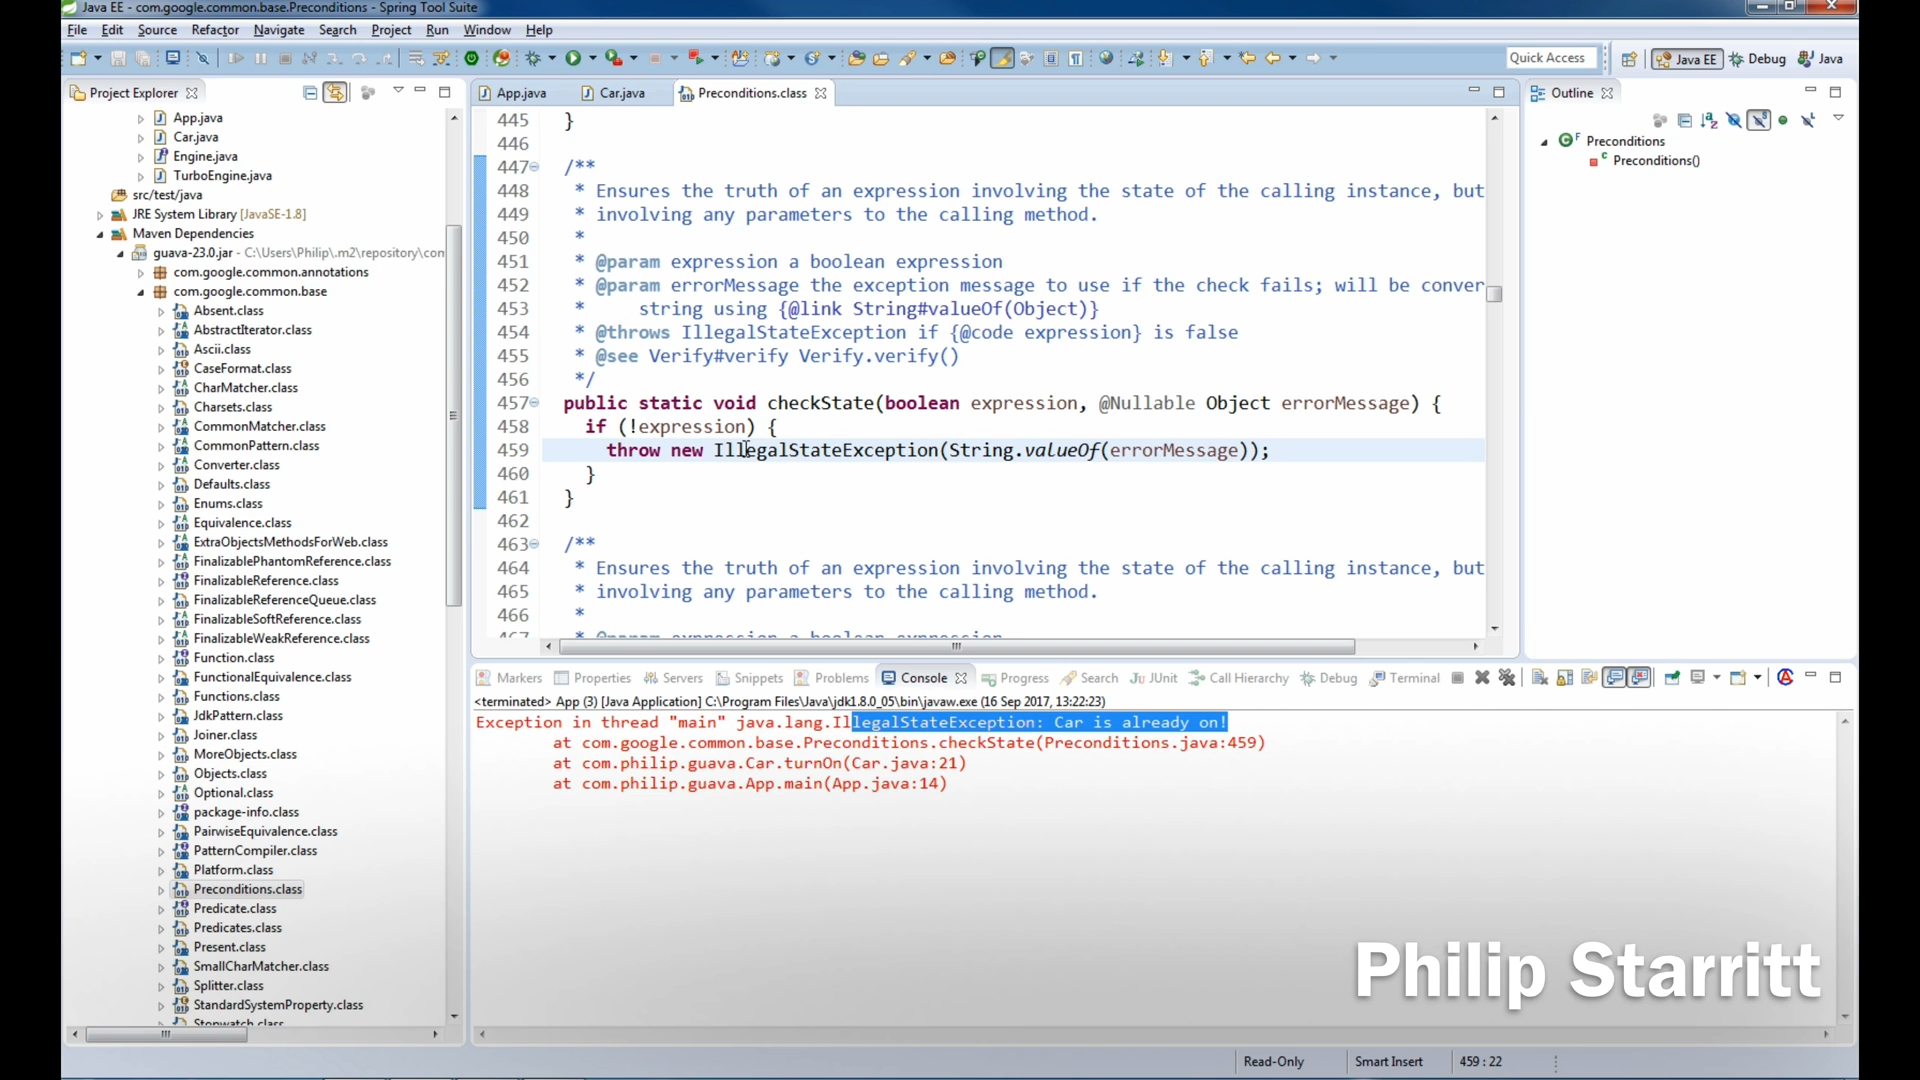 Java EE - com.google.common.base.Preconditions - Spring Tool Suite
File Edit Source Refactor Navigate Search Project Run Window Help
Quick Access
Java EE
Debug
Java
Project Explorer
App.java
Car.java
Engine.java
TurboEngine.java
src/test/java
JRE System Library [JavaSE-1.8]
Maven Dependencies
guava-23.0.jar - C:\Users\Philip\.m2\repository\con
com.google.common.annotations
com.google.common.base
Absent.class
AbstractIterator.class
Ascii.class
CaseFormat.class
CharMatcher.class
Charsets.class
CommonMatcher.class
CommonPattern.class
Converter.class
Defaults.class
Enums.class
Equivalence.class
ExtraObjectsMethodsForWeb.class
FinalizablePhantomReference.class
FinalizableReference.class
FinalizableReferenceQueue.class
FinalizableSoftReference.class
FinalizableWeakReference.class
Function.class
FunctionalEquivalence.class
Functions.class
JdkPattern.class
Joiner.class
MoreObjects.class
Objects.class
Optional.class
package-info.class
PairwiseEquivalence.class
PatternCompiler.class
Platform.class
Preconditions.class
Predicate.class
Predicates.class
Present.class
SmallCharMatcher.class
Splitter.class
StandardSystemProperty.class
Stopwatch.class
App.java Car.java Preconditions.class
445 }
446
447 /**
448 * Ensures the truth of an expression involving the state of the calling instance, but
449 * involving any parameters to the calling method.
450 *
451 * @param expression a boolean expression
452 * @param errorMessage the exception message to use if the check fails; will be conver
453 * string using {@link String#valueOf(Object)}
454 * @throws IllegalStateException if {@code expression} is false
455 * @see Verify#verify Verify.verify()
456 */
457 public static void checkState(boolean expression, @Nullable Object errorMessage) {
458 if (!expression) {
459 throw new IllegalStateException(String.valueOf(errorMessage));
460 }
461 }
462
463 /**
464 * Ensures the truth of an expression involving the state of the calling instance, but
465 * involving any parameters to the calling method.
466 *
467 * @param expression a boolean expression
Outline
Preconditions
Preconditions()
Markers Properties Servers Snippets Problems Console Progress Search JUnit Call Hierarchy Debug Terminal
<terminated> App (3) [Java Application] C:\Program Files\Java\jdk1.8.0_05\bin\javaw.exe (16 Sep 2017, 13:22:23)
Exception in thread "main" java.lang.IllegalStateException: Car is already on!
at com.google.common.base.Preconditions.checkState(Preconditions.java:459)
at com.philip.guava.Car.turnOn(Car.java:21)
at com.philip.guava.App.main(App.java:14)
Philip Starritt
Read-Only
Smart Insert
459 : 22